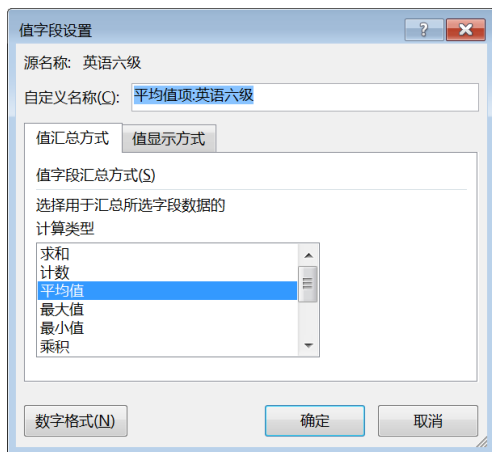 值字段设置
源名称: 英语六级
自定义名称(C): 平均值项:英语六级
值汇总方式 值显示方式
值字段汇总方式(S)
选择用于汇总所选字段数据的
计算类型
求和
计数
平均值
最大值
最小值
乘积
数字格式(N) 确定 取消